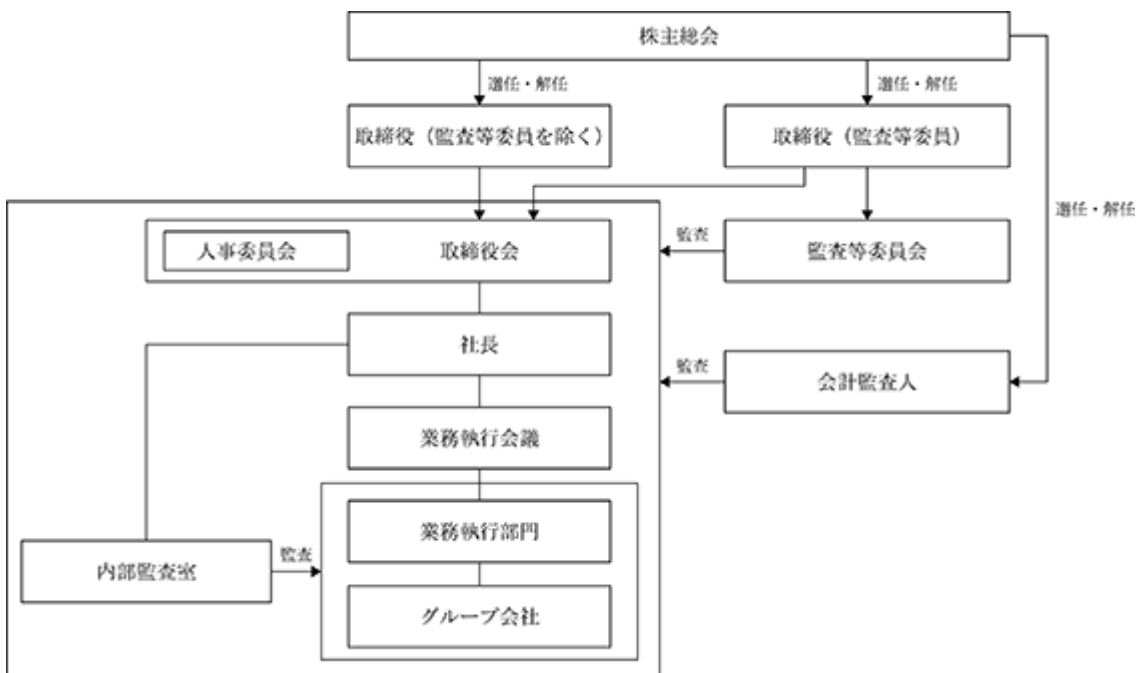 株主総会
選任・解任
選任・解任
取締役（監査等委員を除く）
取締役（監査等委員）
選任・解任
人事委員会
取締役会
監査
監査等委員会
社長
監査
会計監査人
業務執行会議
業務執行部門
内部監査室
監査
グループ会社